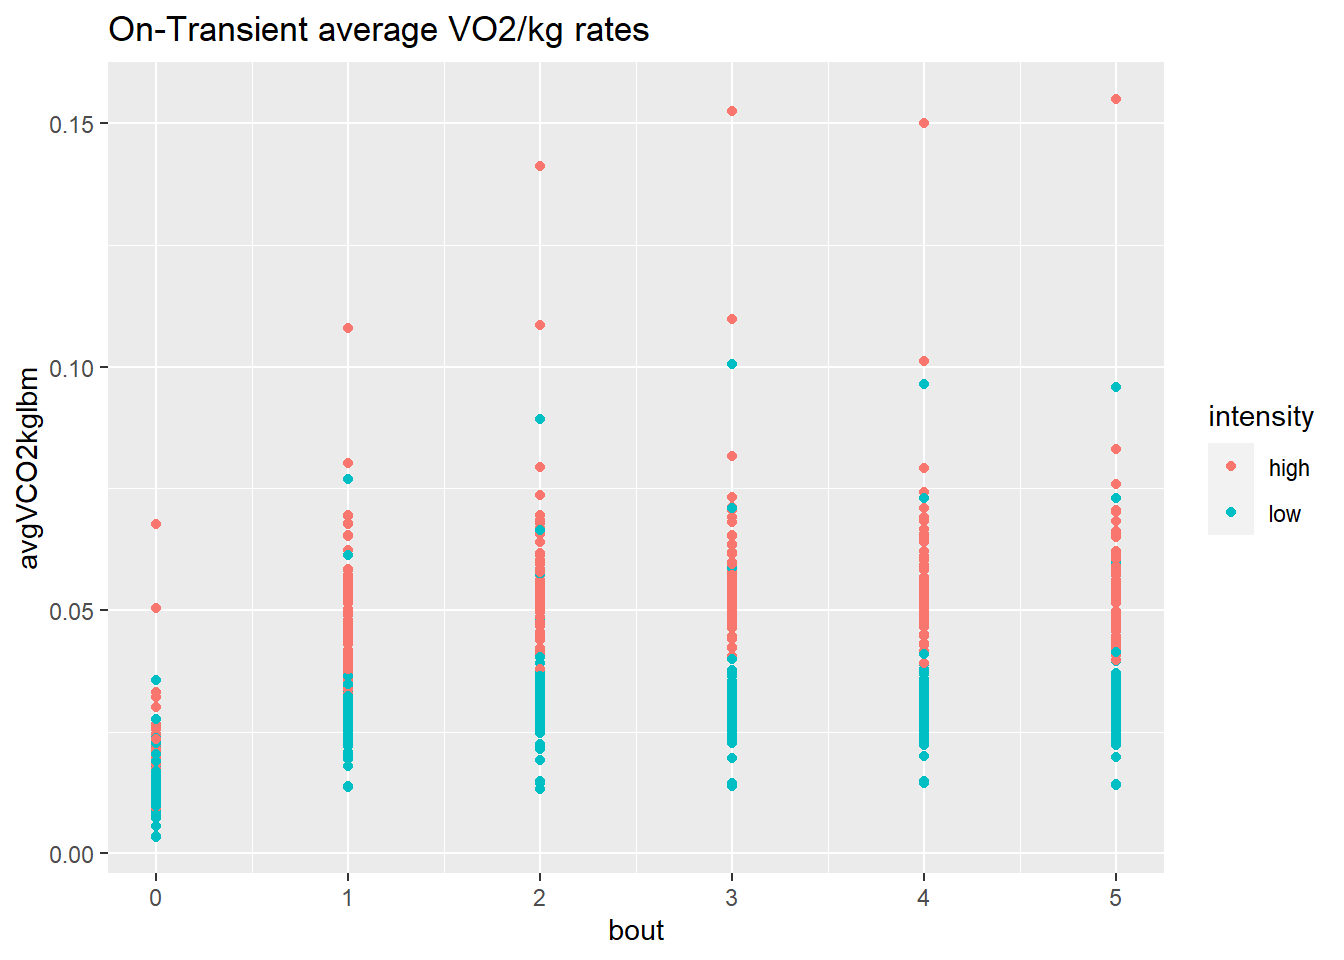 On-Transient average VO2/kg rates
avgVCO2kglbm
0.15
0.10
0.05
0.00
0 1 2 3 4 5
bout
intensity
high
low